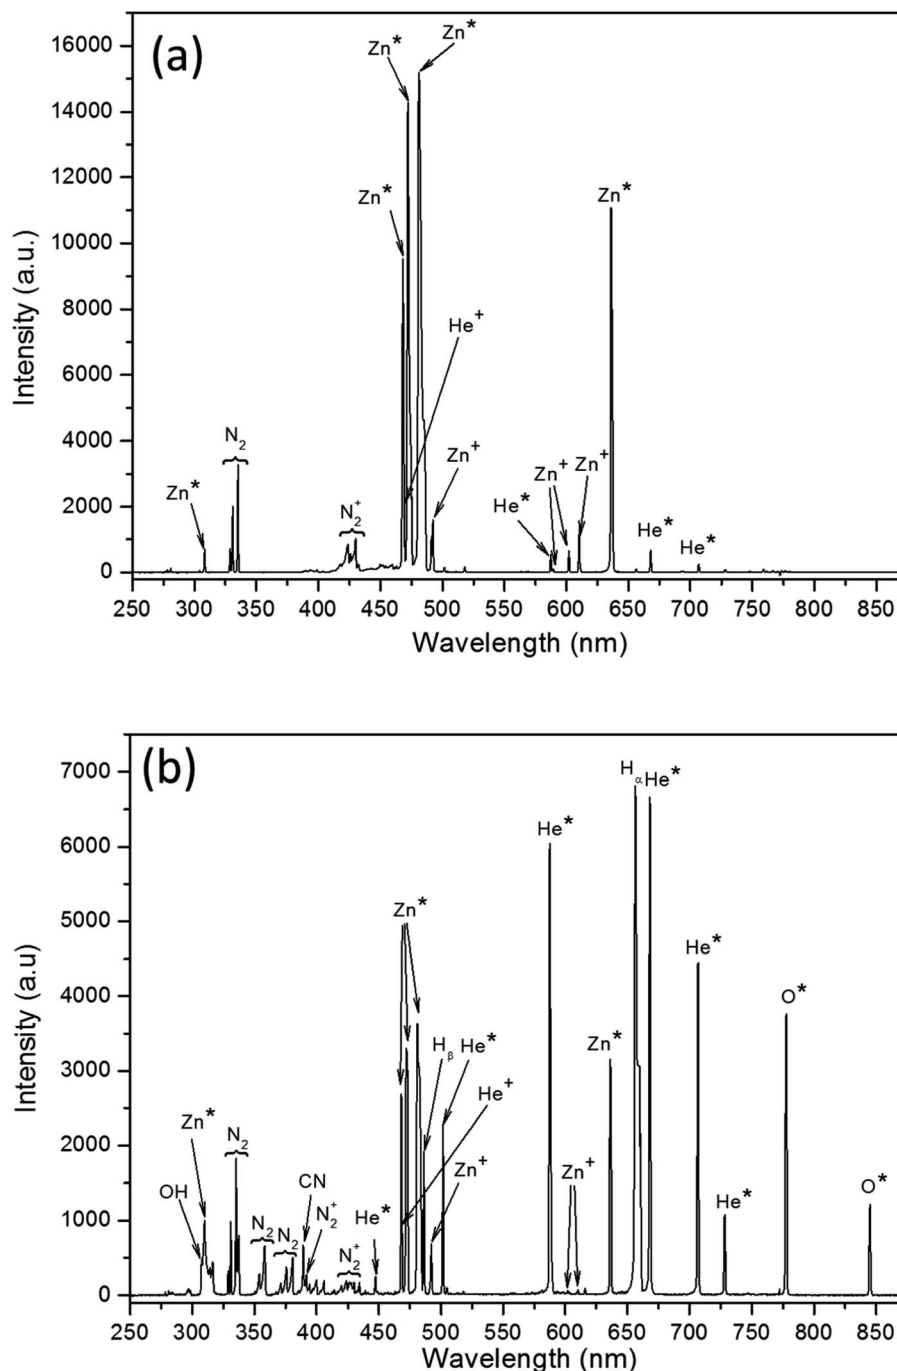 (a)
Zn*
Zn*
Zn*
He⁺
Zn*
N₂
Zn*
N₂⁺
Zn⁺
He*
Zn⁺
Zn⁺
He*
He*
16000
14000
12000
10000
8000
6000
4000
2000
0
Intensity (a.u.)
250 300 350 400 450 500 550 600 650 700 750 800 850
Wavelength (nm)
(b)
Hα He*
He*
Zn*
He*
O*
Zn*
Hβ He*
He⁺
Zn*
N₂
OH
N₂
N₂
CN
N₂⁺
N₂⁺
He*
Zn⁺
Zn⁺
He*
O*
7000
6000
5000
4000
3000
2000
1000
0
Intensity (a.u)
250 300 350 400 450 500 550 600 650 700 750 800 850
Wavelength (nm)